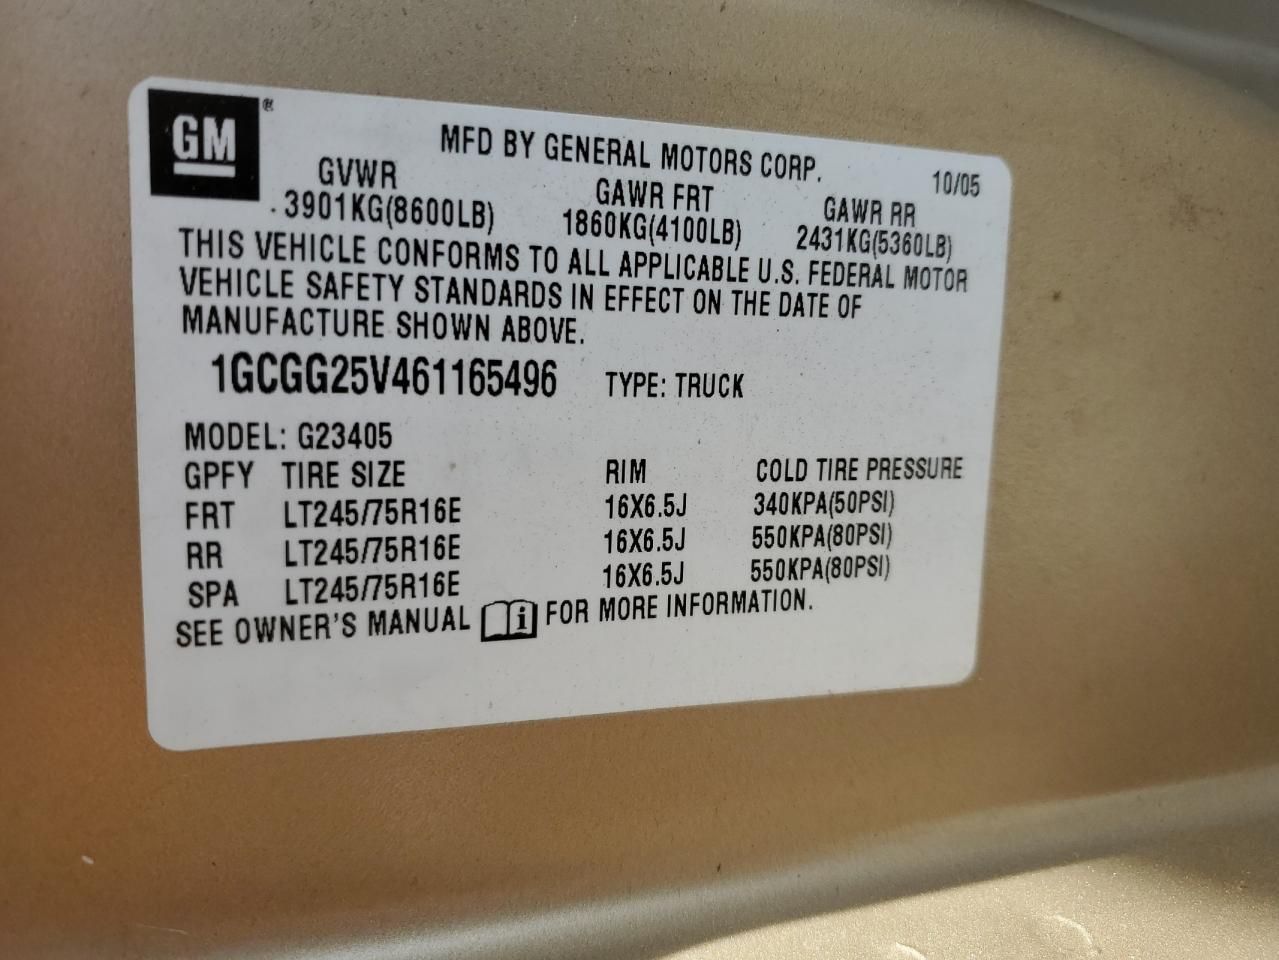 GM ®
MFD BY GENERAL MOTORS CORP.
10/05
GVWR GAWR FRT GAWR RR
3901KG(8600LB) 1860KG(4100LB) 2431KG(5360LB)
THIS VEHICLE CONFORMS TO ALL APPLICABLE U.S. FEDERAL MOTOR
VEHICLE SAFETY STANDARDS IN EFFECT ON THE DATE OF
MANUFACTURE SHOWN ABOVE.
1GCGG25V461165496 TYPE: TRUCK
MODEL: G23405
GPFY TIRE SIZE RIM COLD TIRE PRESSURE
FRT LT245/75R16E 16X6.5J 340KPA(50PSI)
RR LT245/75R16E 16X6.5J 550KPA(80PSI)
SPA LT245/75R16E 16X6.5J 550KPA(80PSI)
SEE OWNER'S MANUAL i FOR MORE INFORMATION.